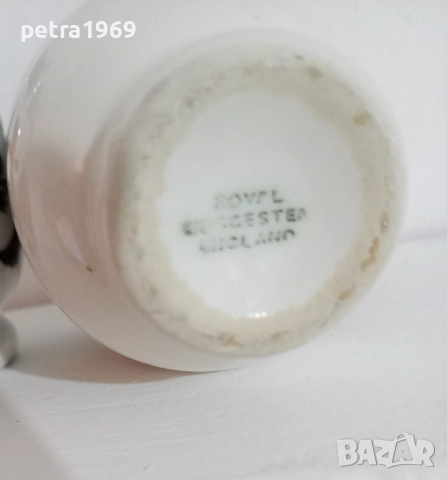 petra1969
ROYAL
WORCESTER
ENGLAND
BAZAR